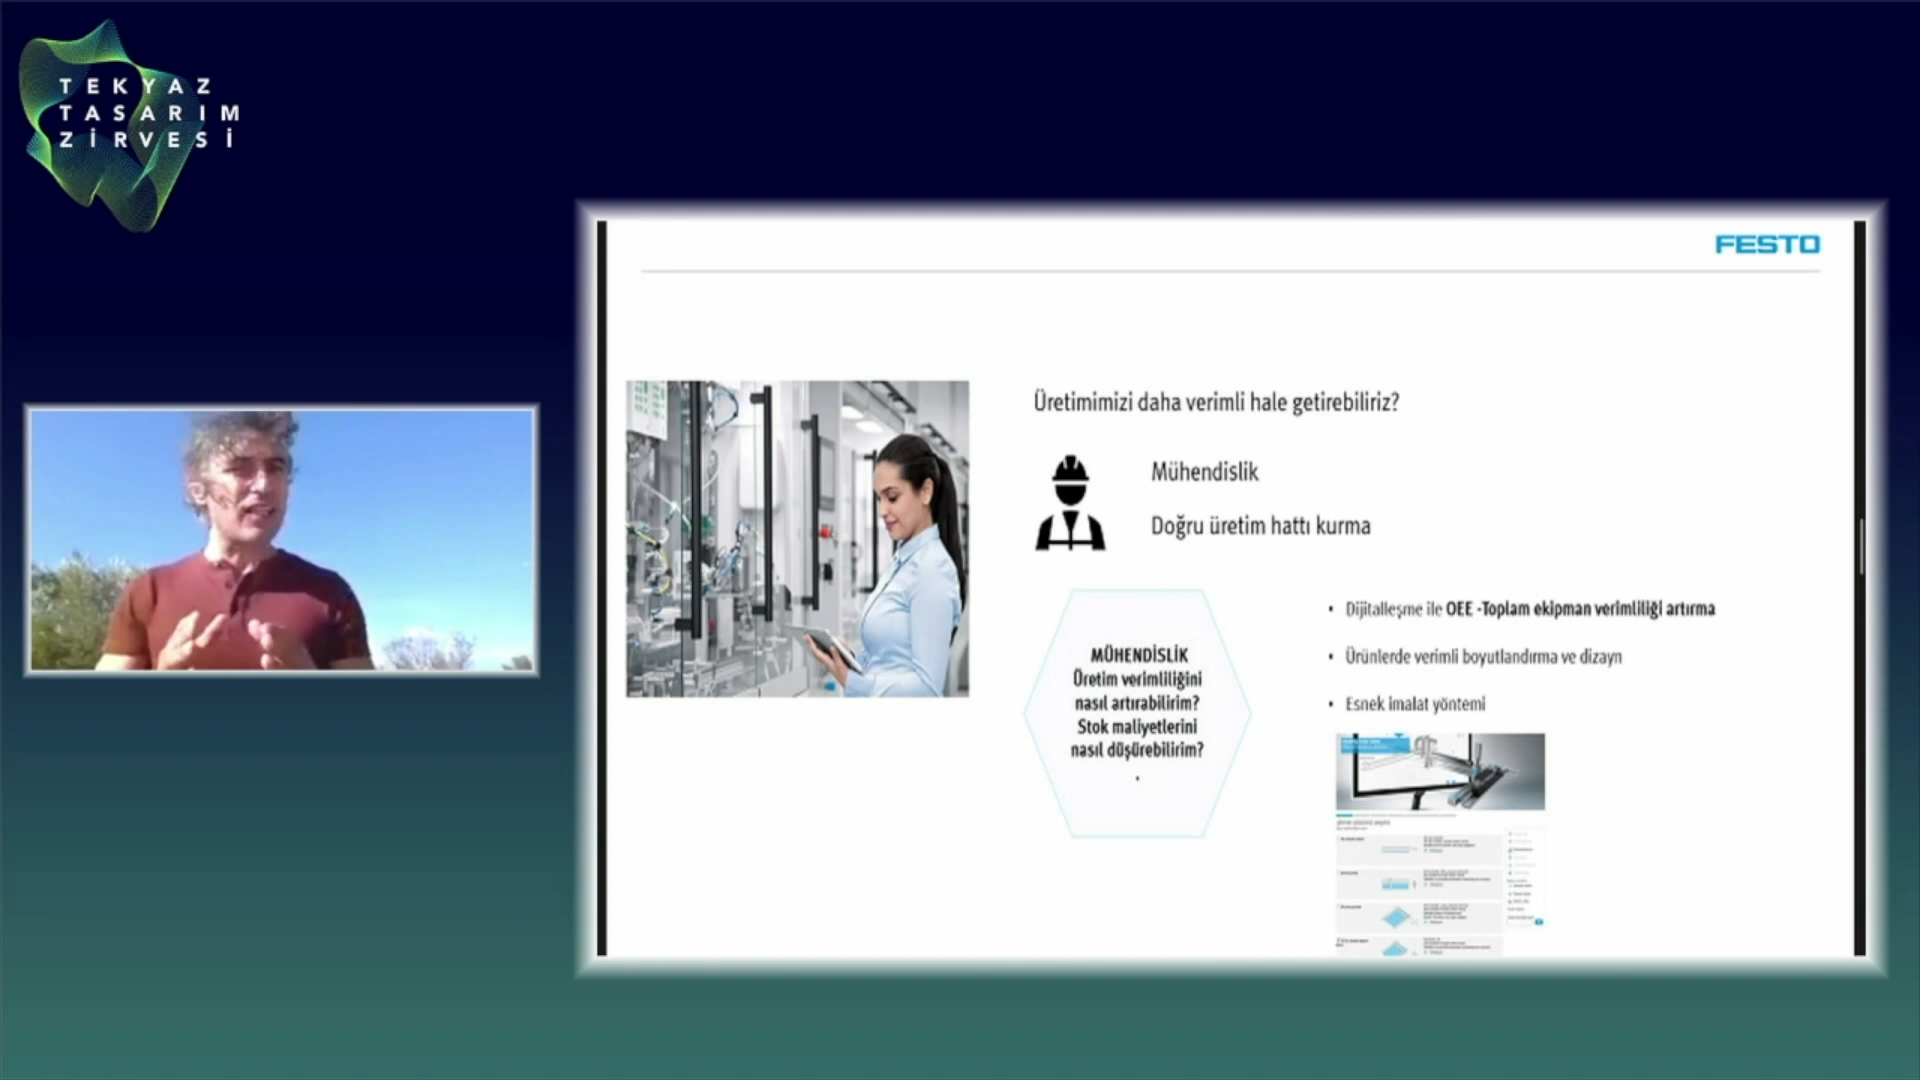 TEKYAZ
TASARIM
ZİRVESİ
FESTO
Üretimimizi daha verimli hale getirebiliriz?
Mühendislik
Doğru üretim hattı kurma
MÜHENDİSLİK
Üretim verimliliğini
nasıl artırabilirim?
Stok maliyetlerini
nasıl düşürebilirim?
.
• Dijitalleşme ile OEE -Toplam ekipman verimliliği artırma
• Ürünlerde verimli boyutlandırma ve dizayn
• Esnek imalat yöntemi